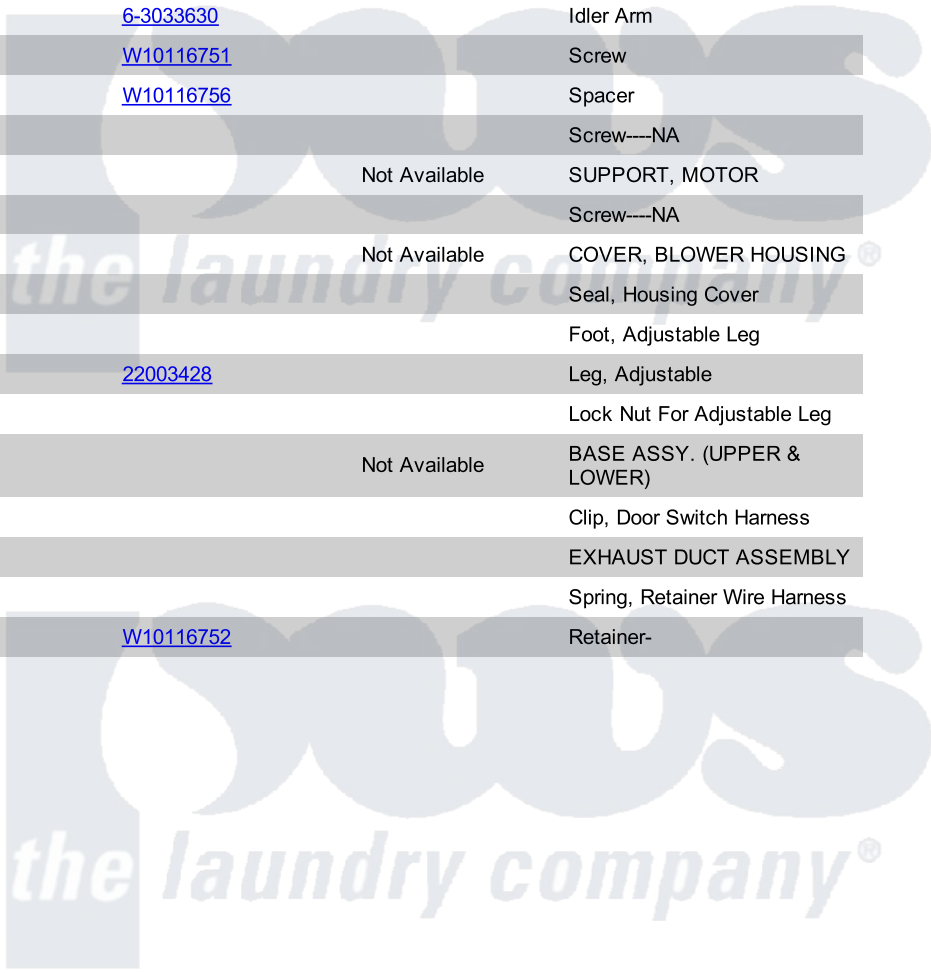 6-3033630 Idler Arm
W10116751 Screw
W10116756 Spacer
Screw----NA
Not Available SUPPORT, MOTOR
Screw----NA
Not Available COVER, BLOWER HOUSING
Seal, Housing Cover
Foot, Adjustable Leg
22003428 Leg, Adjustable
Lock Nut For Adjustable Leg
Not Available BASE ASSY. (UPPER &
LOWER)
Clip, Door Switch Harness
EXHAUST DUCT ASSEMBLY
Spring, Retainer Wire Harness
W10116752 Retainer-
pws
the laundry company®
pws
the laundry company®